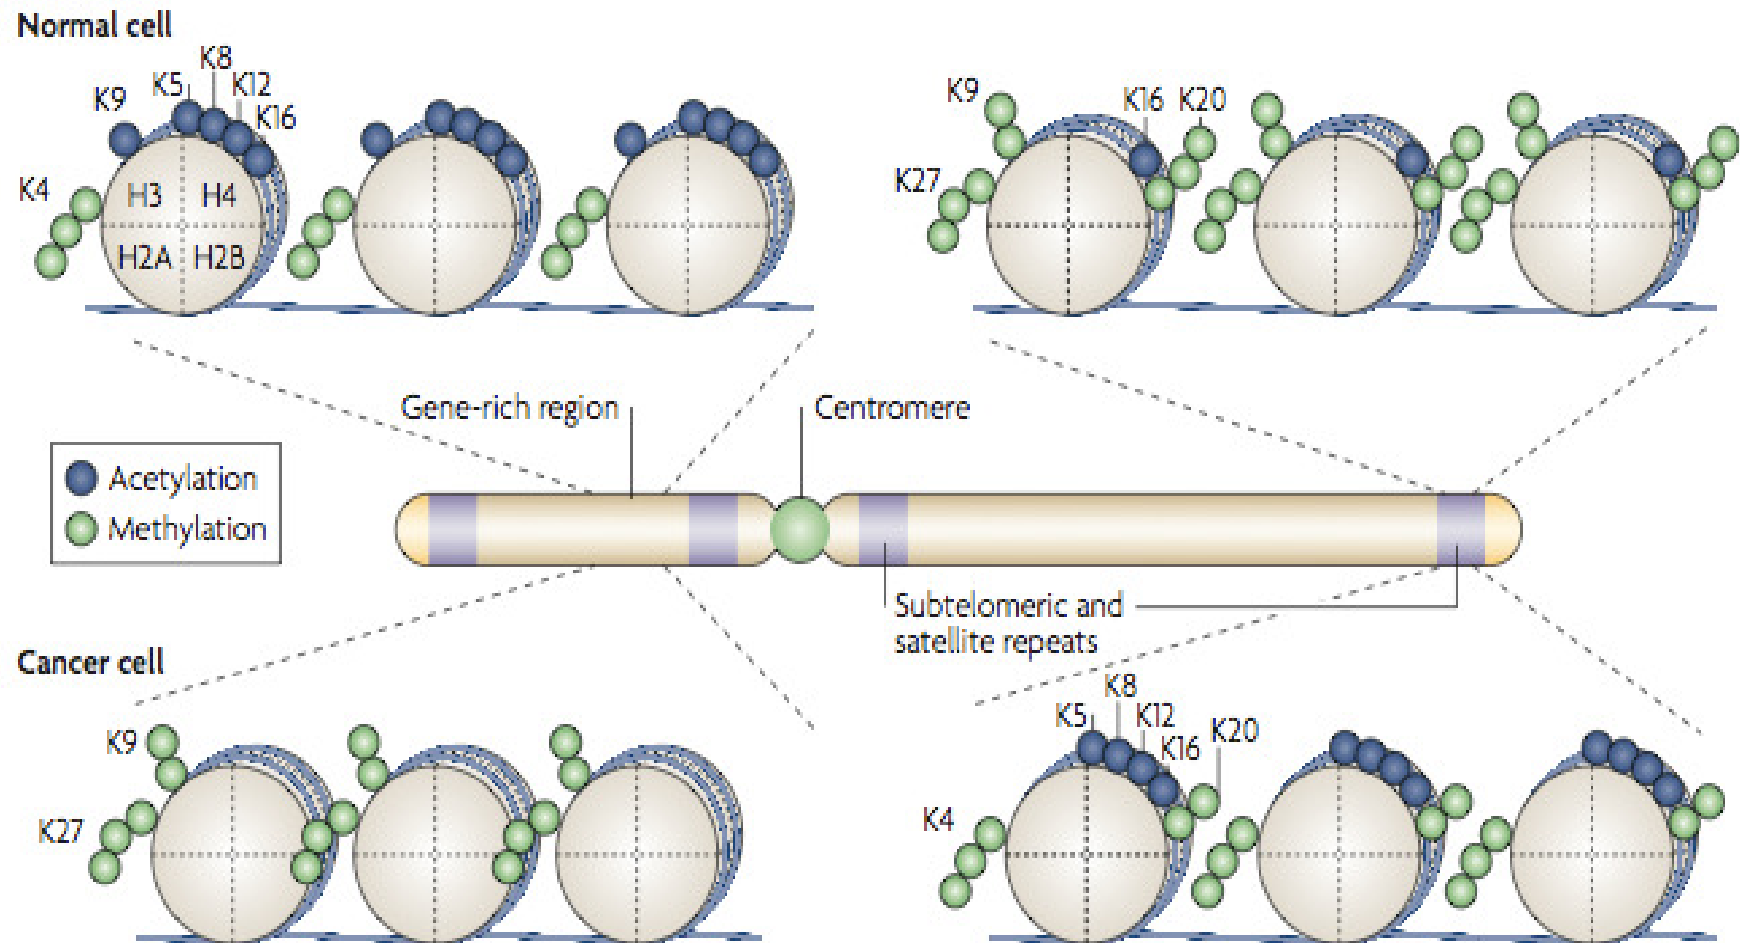 Normal cell
K8
K5
K12
K9
K16
K4
H3
H4
H2A
H2B
K9
K16
K20
K27
Gene-rich region
Centromere
Acetylation
Methylation
Subtelomeric and
satellite repeats
Cancer cell
K9
K27
K8
K5
K12
K20
K16
K4